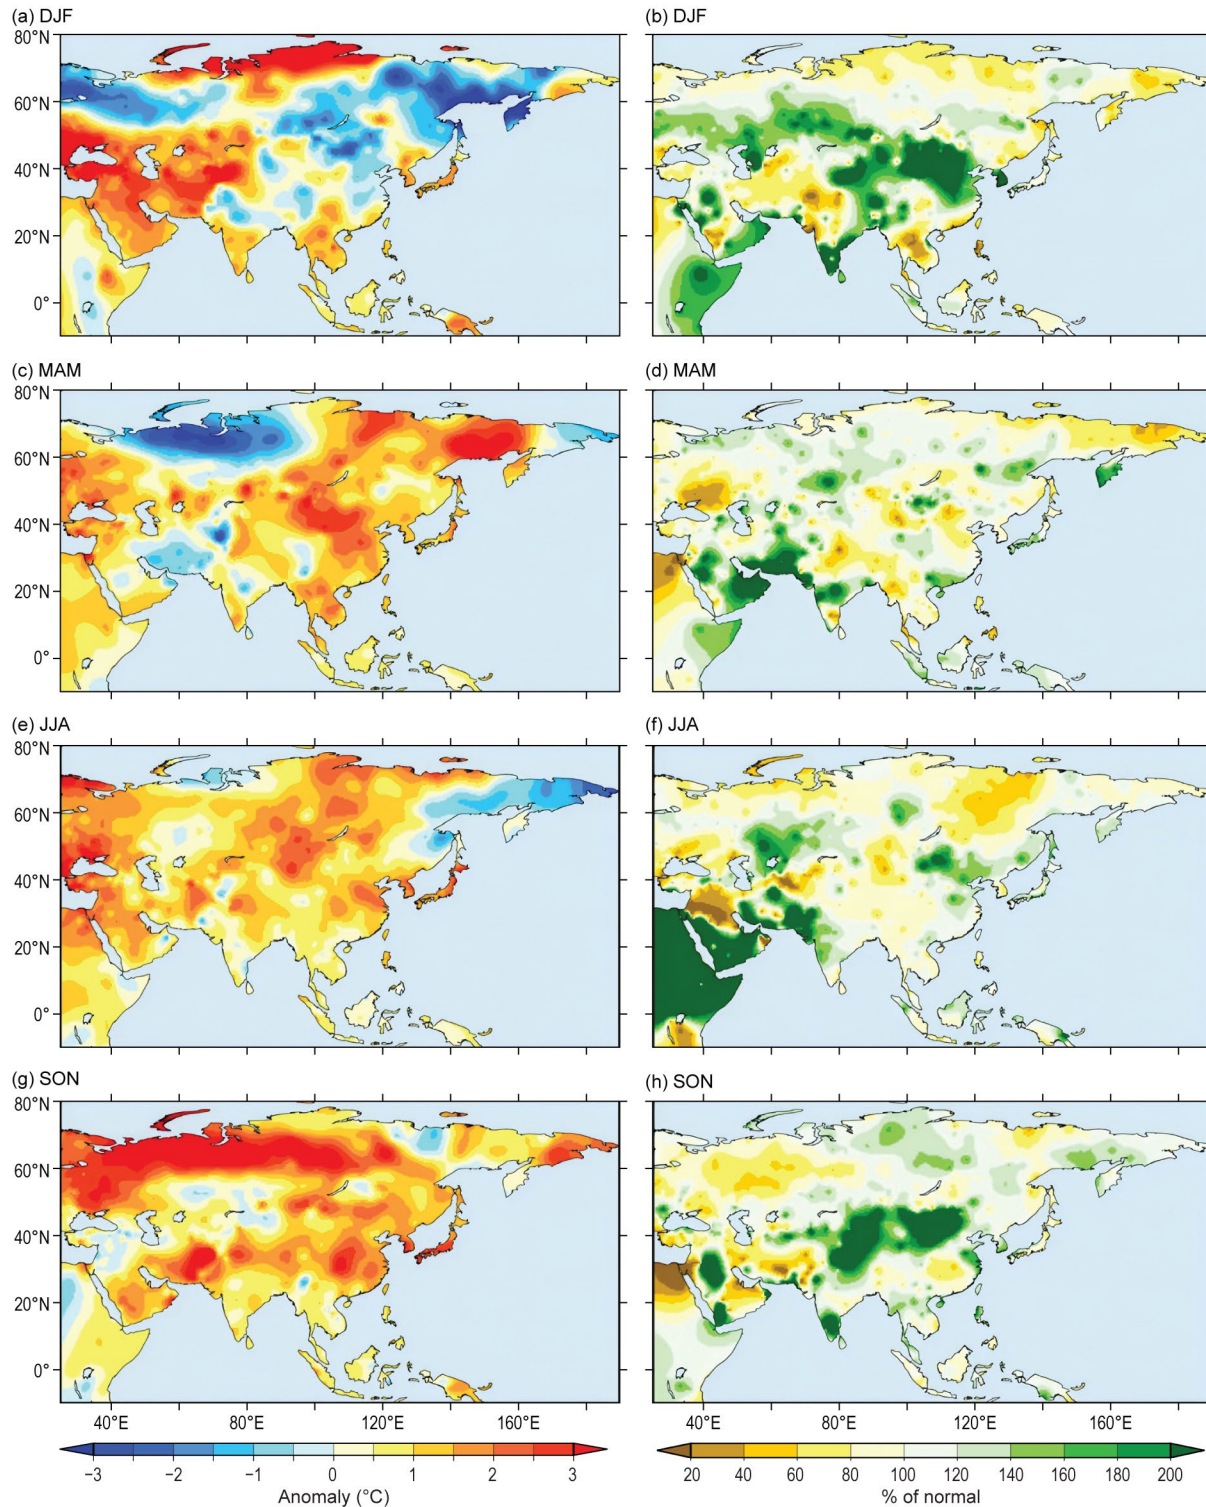 (a) DJF
(b) DJF
80°N
60°N
40°N
20°N
0°
(c) MAM
(d) MAM
80°N
60°N
40°N
20°N
0°
(e) JJA
(f) JJA
80°N
60°N
40°N
20°N
0°
(g) SON
(h) SON
80°N
60°N
40°N
20°N
0°
40°E 80°E 120°E 160°E
40°E 80°E 120°E 160°E
−3 −2 −1 0 1 2 3
20 40 60 80 100 120 140 160 180 200
Anomaly (°C)
% of normal